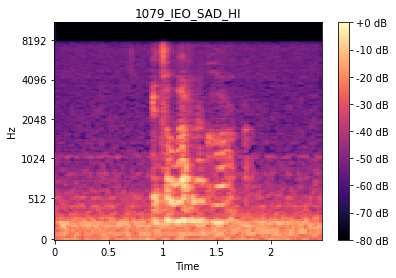 1079_IEO_SAD_HI
+0 dB
8192
-10 dB
4096
-20 dB
-30 dB
2048
Hz
-40 dB
1024
-50 dB
512
-60 dB
-70 dB
0
-80 dB
0 0.5 1 1.5 2
Time